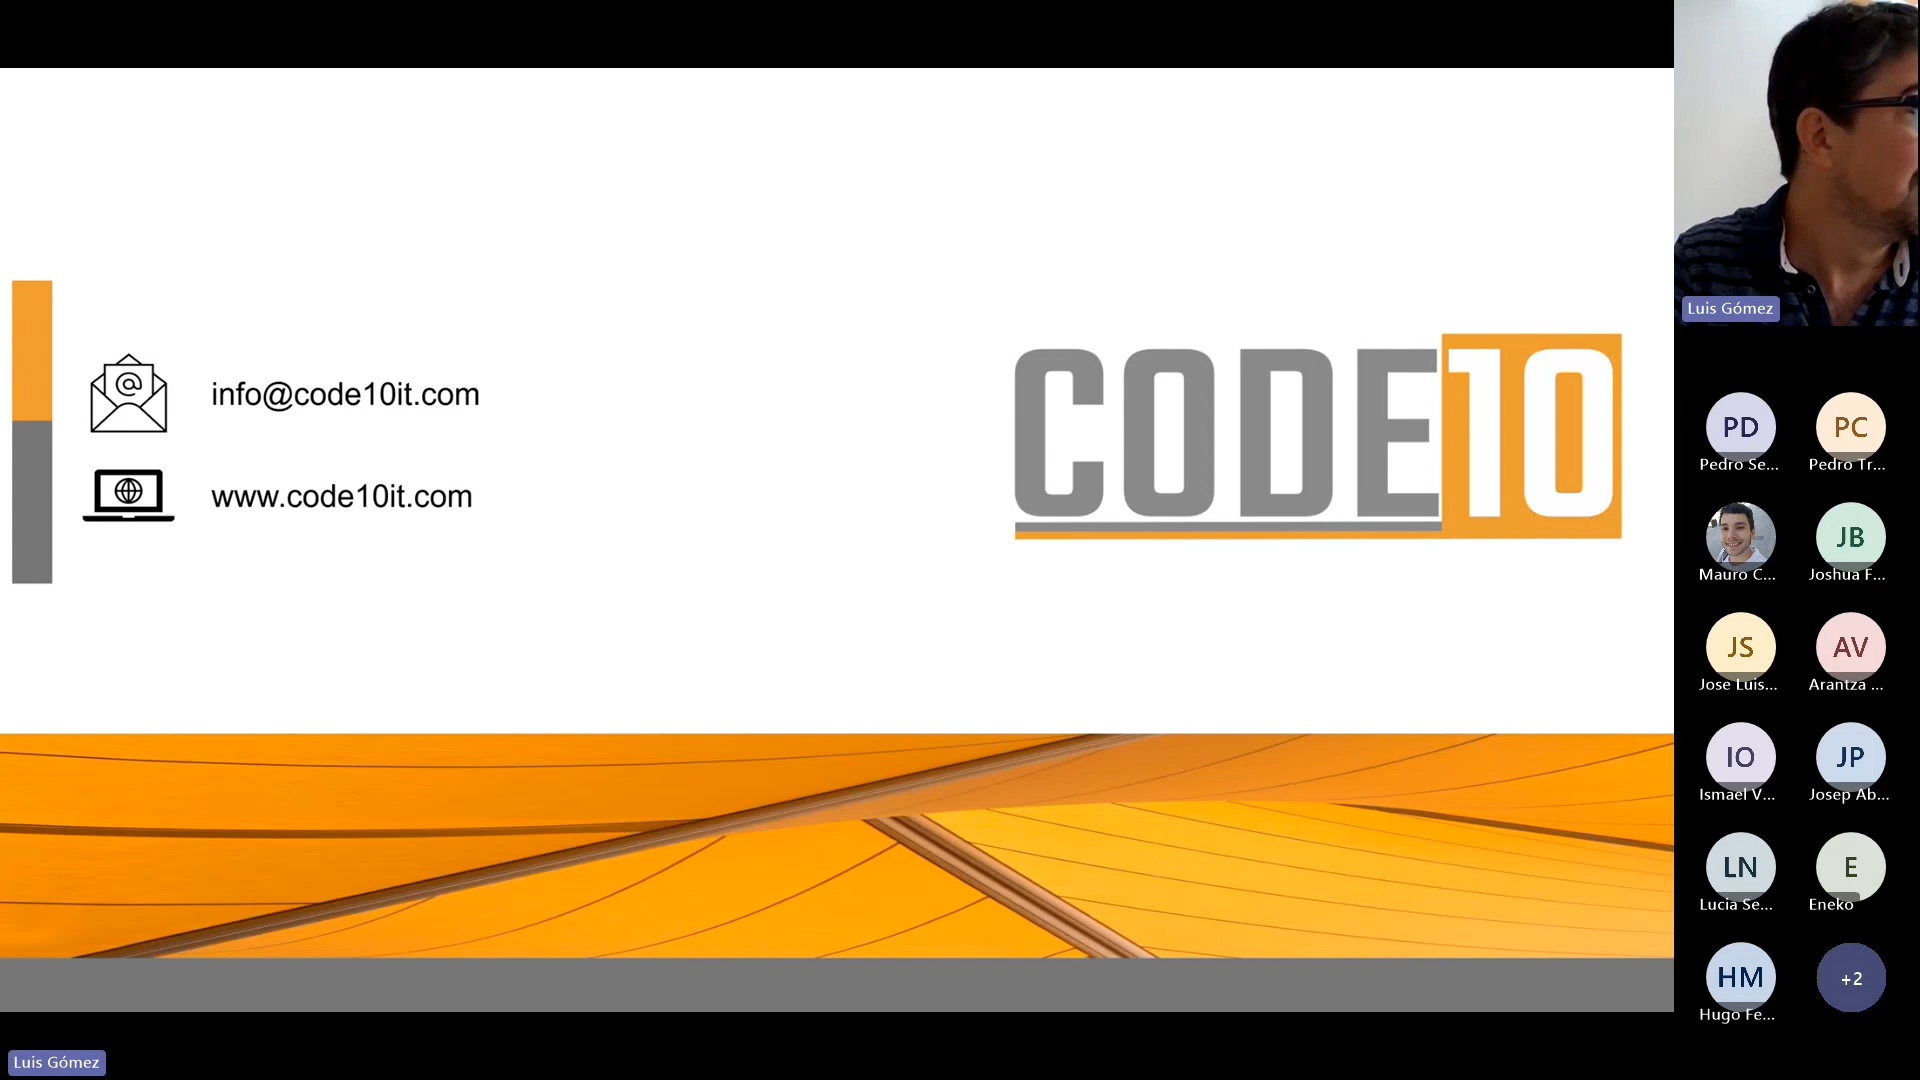 info@code10it.com
www.code10it.com
CODE10
Luis Gómez
PD
Pedro Se...
PC
Pedro Tr...
Mauro C...
JB
Joshua F...
JS
Jose Luis...
AV
Arantza ...
IO
Ismael V...
JP
Josep Ab...
LN
Lucia Se...
E
Eneko
HM
Hugo Fe...
+2
Luis Gómez